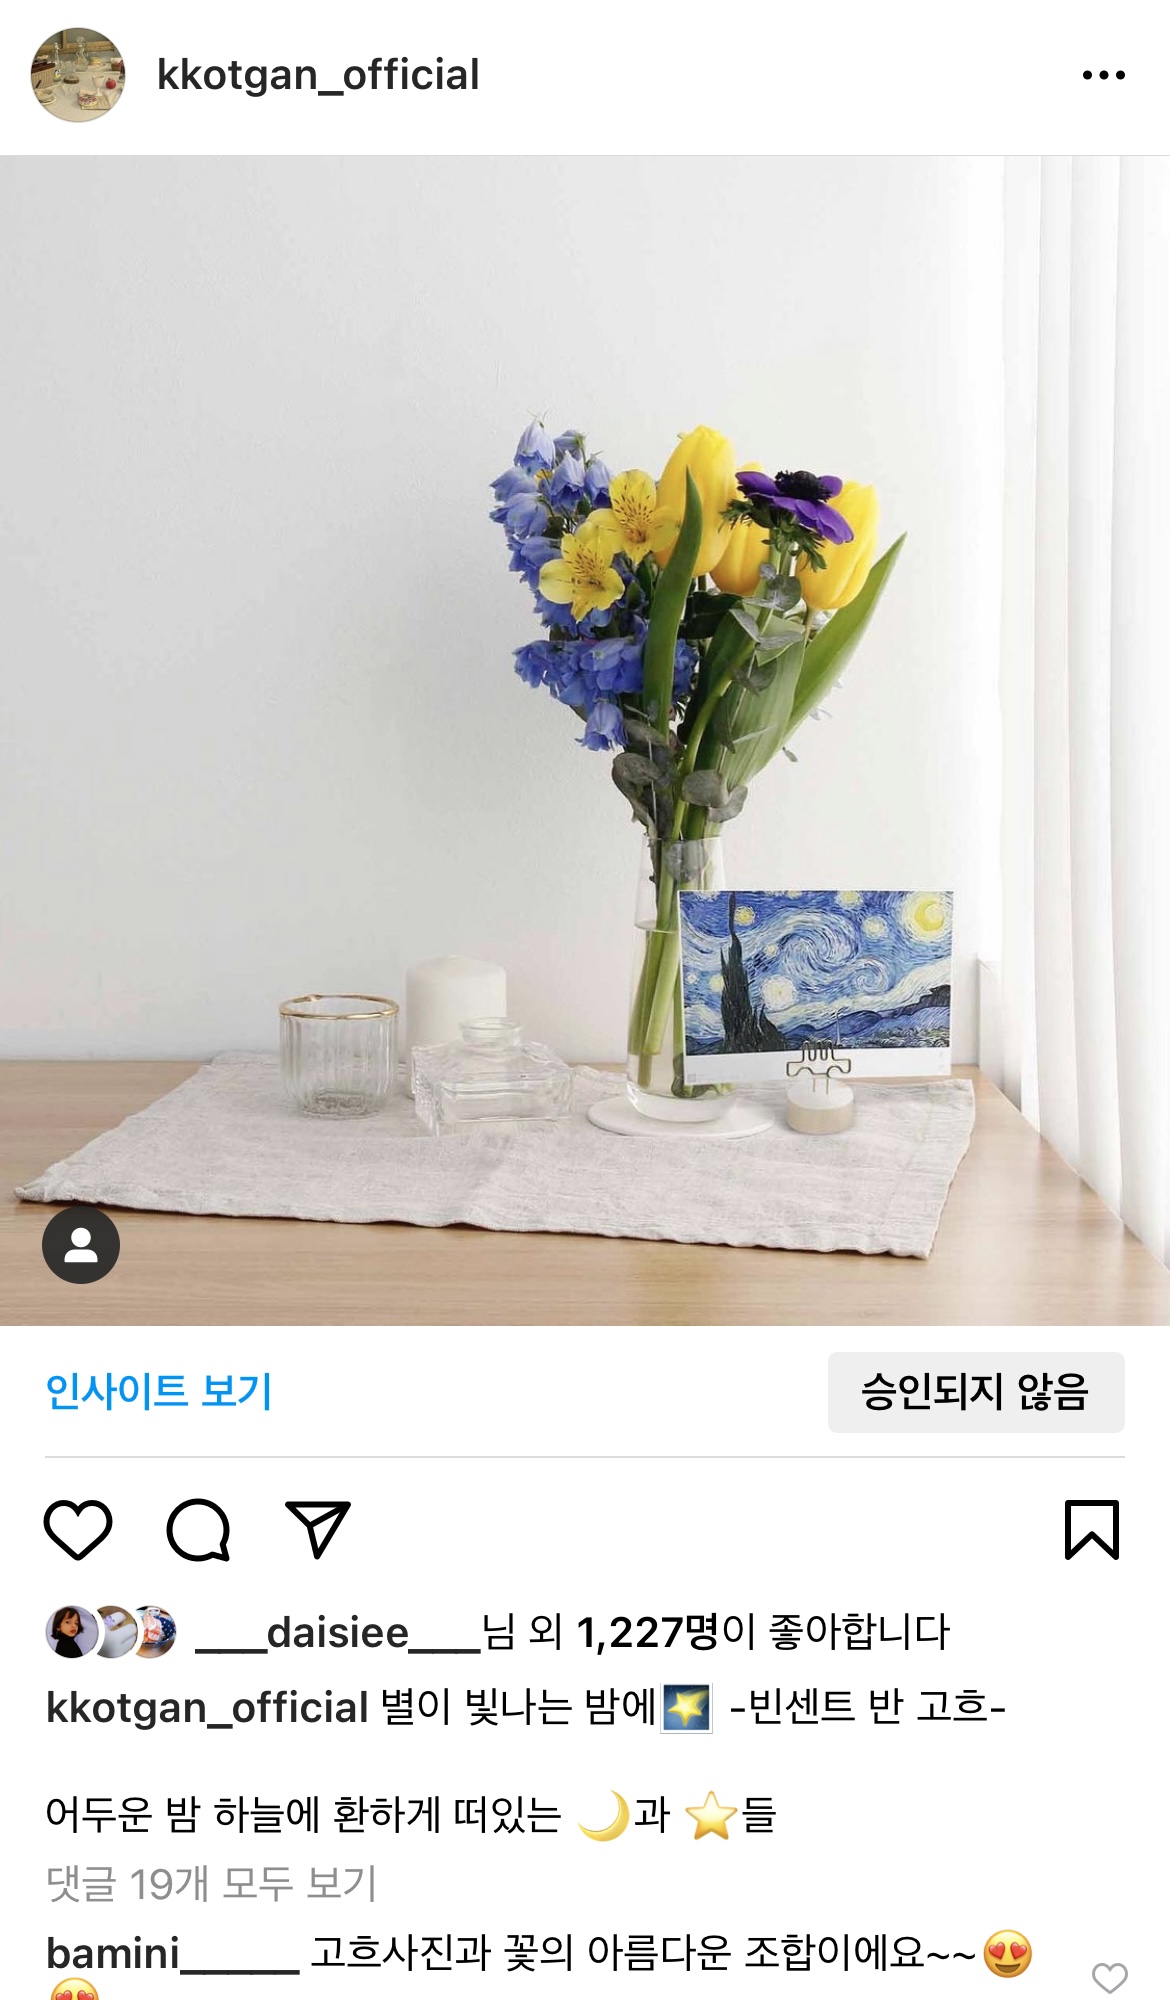 kkotgan_official
인사이트 보기
승인되지 않음
___daisiee___님 외 1,227명이 좋아합니다
kkotgan_official 별이 빛나는 밤에🌠 -빈센트 반 고흐-
어두운 밤 하늘에 환하게 떠있는 🌙과 ⭐들
댓글 19개 모두 보기
bamini_____ 고흐사진과 꽃의 아름다운 조합이에요~~😍
😍